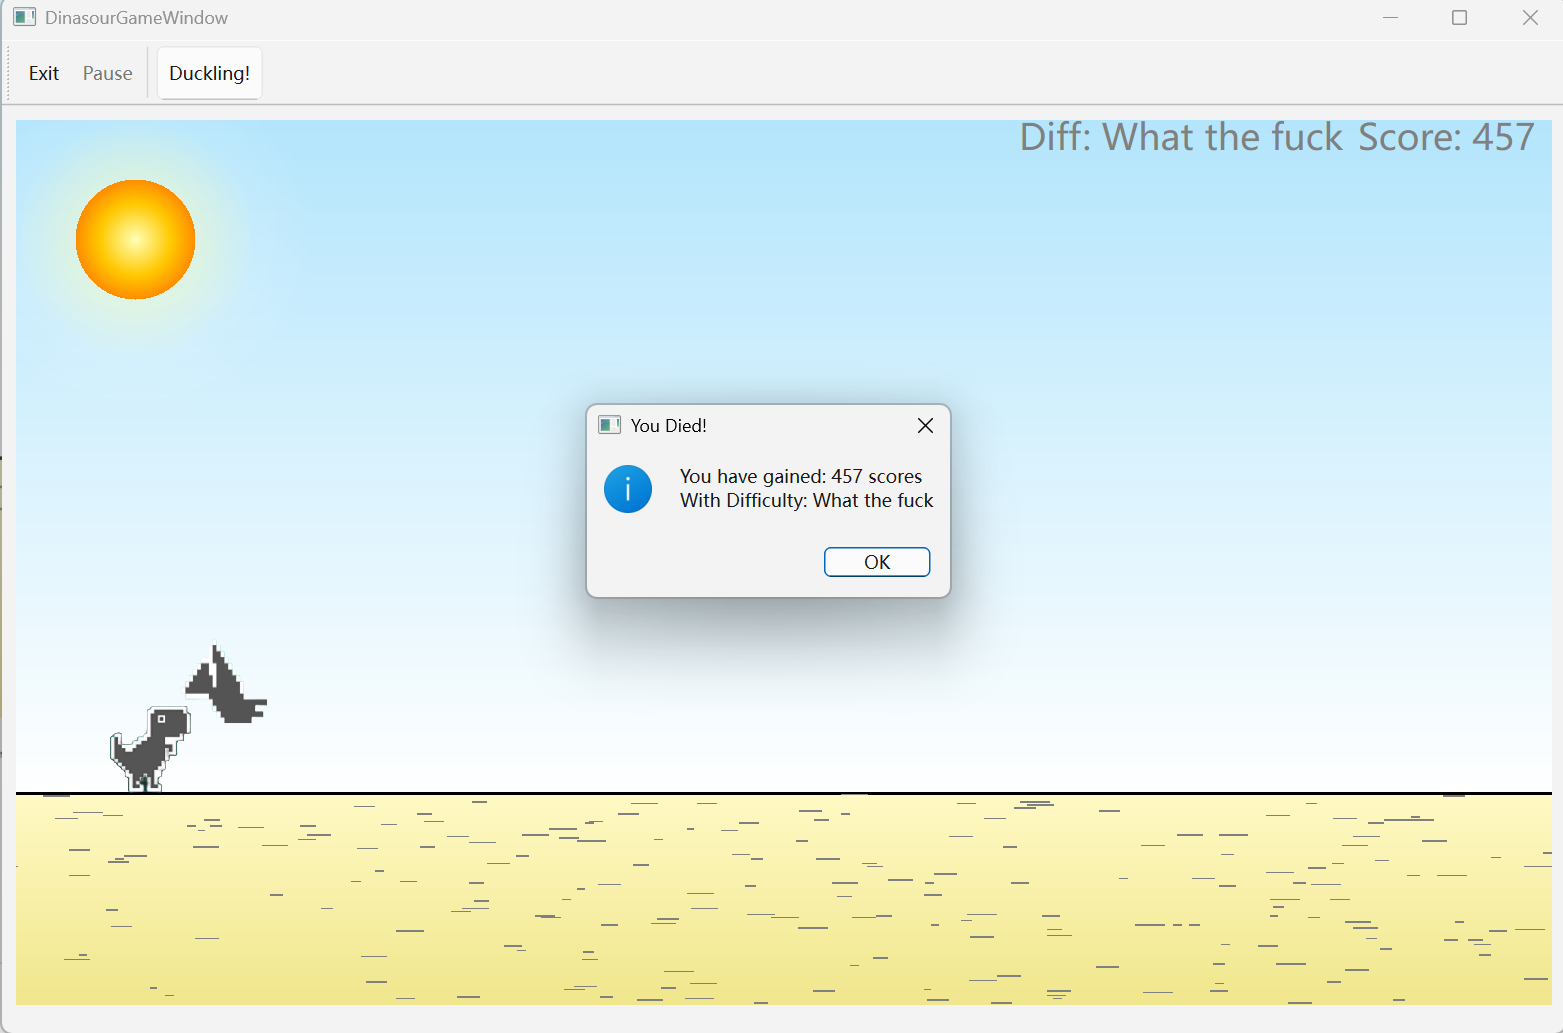 DinasourGameWindow
Exit Pause Duckling!
Diff: What the fuck Score: 457
You Died!
You have gained: 457 scores
With Difficulty: What the fuck
OK